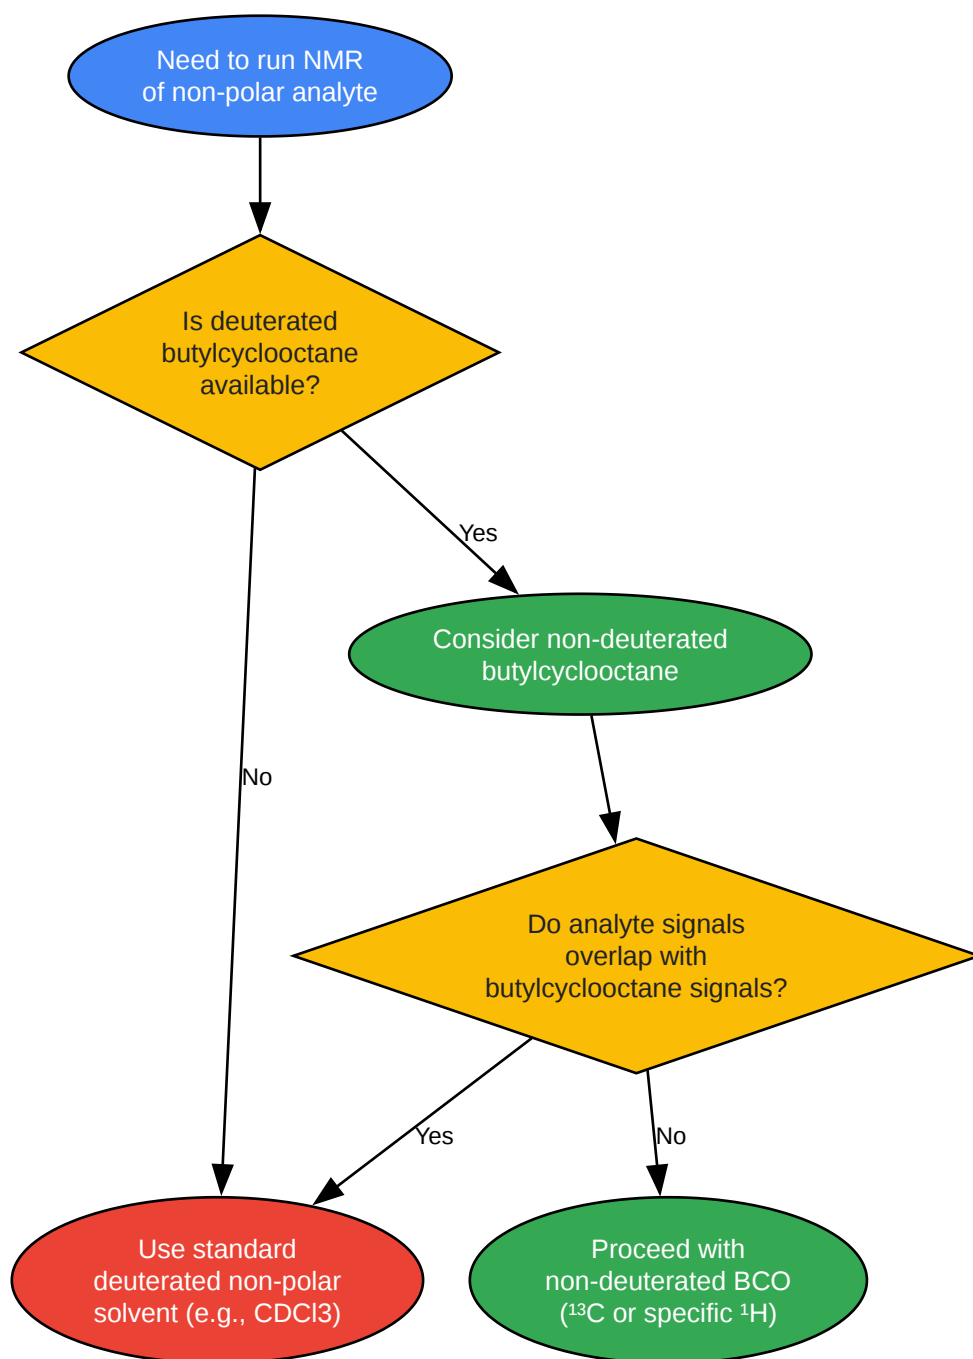 Need to run NMR
of non-polar analyte
Is deuterated
butylcyclooctane
available?
Yes
Consider non-deuterated
butylcyclooctane
No
Do analyte signals
overlap with
butylcyclooctane signals?
Yes
No
Use standard
deuterated non-polar
solvent (e.g., CDCl3)
Proceed with
non-deuterated BCO
(¹³C or specific ¹H)